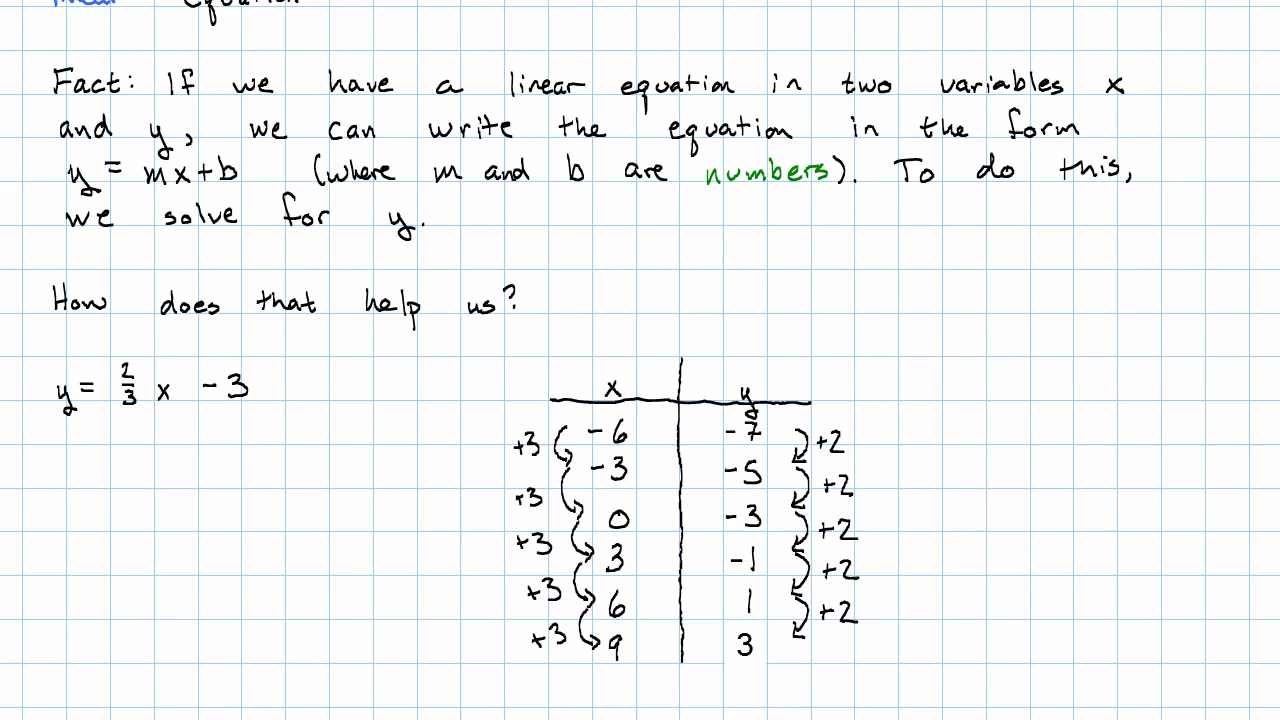 linear equation
Fact: If we have a linear equation in two variables x
and y, we can write the equation in the form
y = mx+b (where m and b are numbers). To do this,
we solve for y.
How does that help us?
y = 2/3 x - 3
x y
+3 -6 -7 +2
+3 -3 -5 +2
+3 0 -3 +2
+3 3 -1 +2
+3 6 1 +2
9 3